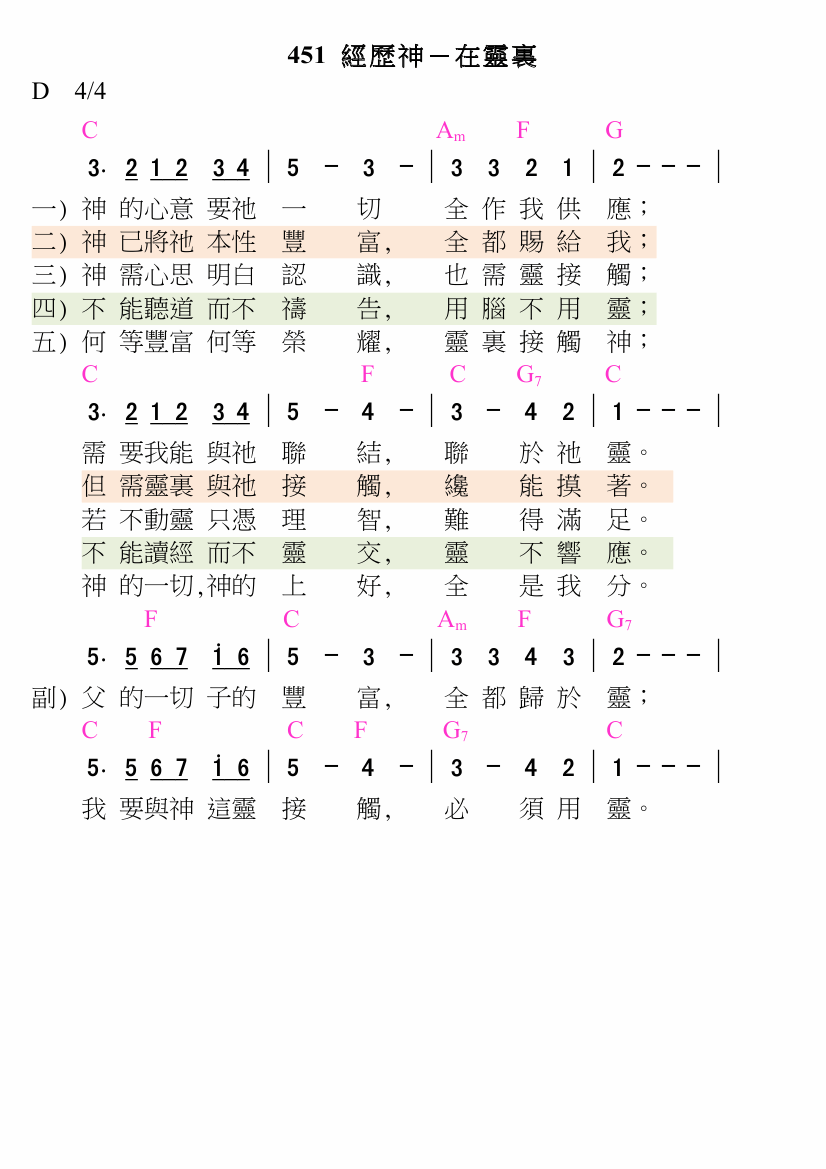 451 經歷神－在靈裏
D 4/4
C Am F G
3· 2 1 2 3 4 | 5 － 3 － | 3 3 2 1 | 2 － － － |
一) 神 的心意 要祂 一 切 全 作 我 供 應；
二) 神 已將祂 本性 豐 富, 全 都 賜 給 我；
三) 神 需心思 明白 認 識, 也 需 靈 接 觸；
四) 不 能聽道 而不 禱 告, 用 腦 不 用 靈；
五) 何 等豐富 何等 榮 耀, 靈 裏 接 觸 神；
C F C G7 C
3· 2 1 2 3 4 | 5 － 4 － | 3 － 4 2 | 1 － － － |
需 要我能 與祂 聯 結, 聯 於 祂 靈。
但 需靈裏 與祂 接 觸, 纔 能 摸 著。
若 不動靈 只憑 理 智, 難 得 滿 足。
不 能讀經 而不 靈 交, 靈 不 響 應。
神 的一切,神的 上 好, 全 是 我 分。
F C Am F G7
5· 5 6 7 i 6 | 5 － 3 － | 3 3 4 3 | 2 － － － |
副) 父 的一切 子的 豐 富, 全 都 歸 於 靈；
C F C F G7 C
5· 5 6 7 i 6 | 5 － 4 － | 3 － 4 2 | 1 － － － |
我 要與神 這靈 接 觸, 必 須 用 靈。